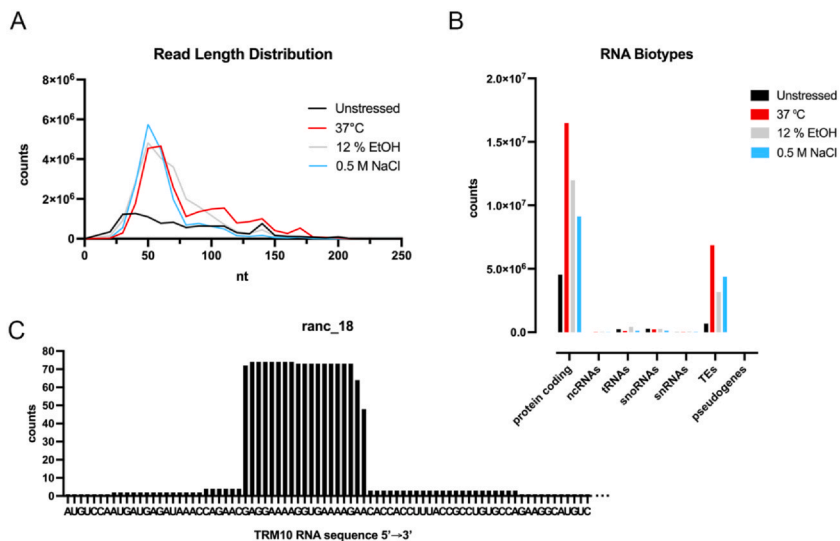 A
Read Length Distribution
8×10⁶
6×10⁶
4×10⁶
2×10⁶
0
counts
0
50
100
150
200
250
nt
Unstressed
37°C
12 % EtOH
0.5 M NaCl
B
RNA Biotypes
2.0×10⁷
1.5×10⁷
1.0×10⁷
5.0×10⁶
0.0
counts
Unstressed
37 °C
12 % EtOH
0.5 M NaCl
protein coding
ncRNAs
tRNAs
snoRNAs
snRNAs
TEs
pseudogenes
C
ranc_18
80
70
60
50
40
30
20
10
0
counts
AUGUCCAAUGAUGAGAUAAACCAGAACGAGGAAAAGGUGAAAAGAACACCACCUUUACCGCCUGUGCCAGAAGGCAUGUC
TRM10 RNA sequence 5'→3'